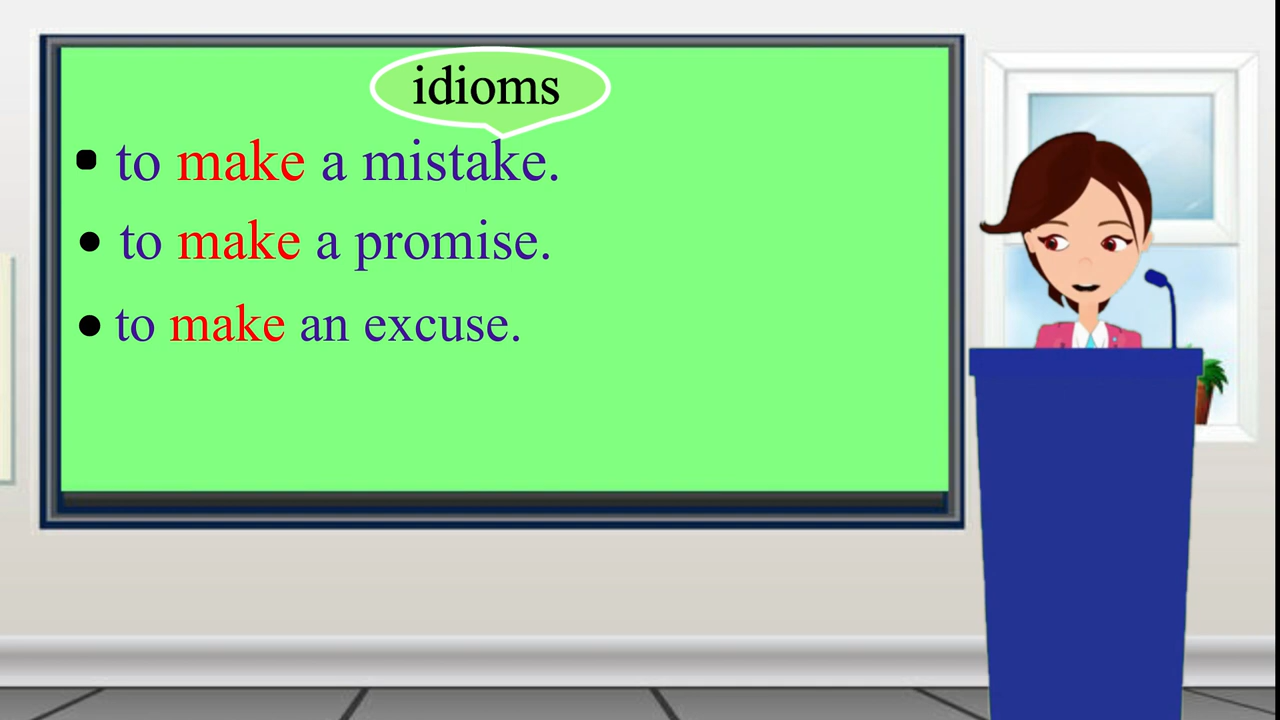 idioms
• to make a mistake.
• to make a promise.
• to make an excuse.